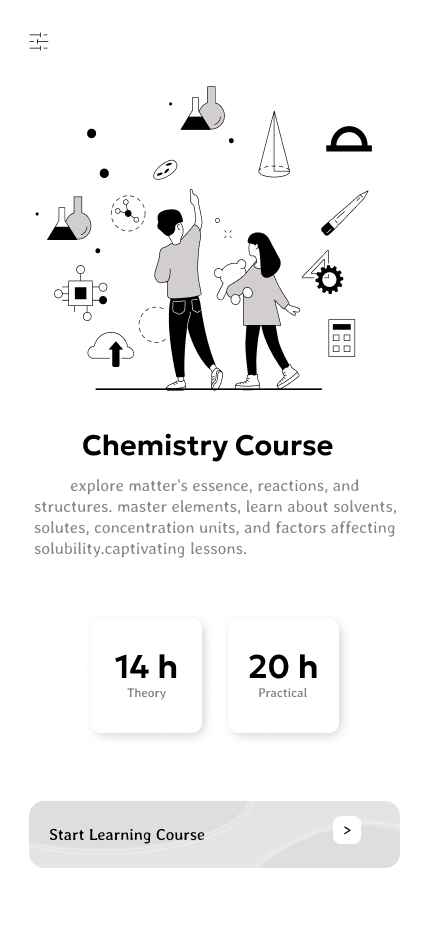 Chemistry Course
explore matter's essence, reactions, and
structures. master elements, learn about solvents,
solutes, concentration units, and factors affecting
solubility.captivating lessons.
14 h
Theory
20 h
Practical
Start Learning Course
>